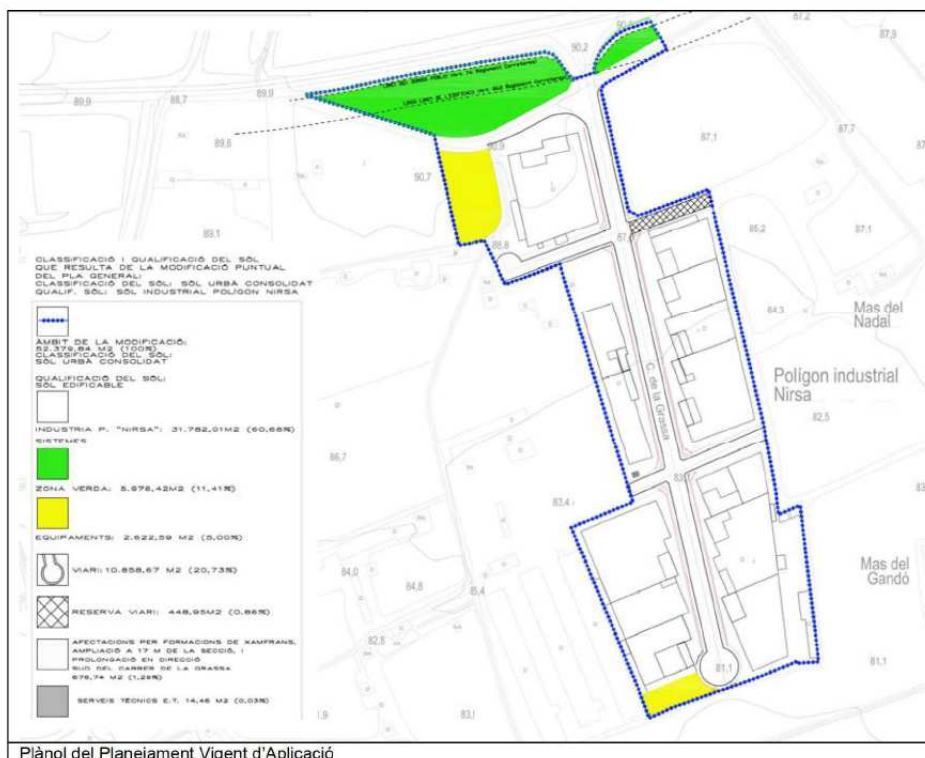 87,2
90,6
90,2
87,9
89,9
88,7
89,9
89,6
90,9
87,1
87,7
90,7
89,1
88,8
85,2
87,1
CLASSIFICACIÓ I QUALIFICACIÓ DEL SÒL
QUE RESULTA DE LA MODIFICACIÓ PUNTUAL
DEL PLA GENERAL:
CLASSIFICACIÓ DEL SÒL: SÒL URBÀ CONSOLIDAT
QUALIF. SÒL: SÒL INDUSTRIAL POLÍGON NIRSA
ÀMBIT DE LA MODIFICACIÓ:
52.379,84 M2 (100%)
CLASSIFICACIÓ DEL SÒL:
SÒL URBÀ CONSOLIDAT
QUALIFICACIÓ DEL SÒL:
SÒL EDIFICABLE
INDUSTRIA P. "NIRSA": 31.782,01M2 (60,68%)
SISTEMES
ZONA VERDA: 5.976,42M2 (11,41%)
EQUIPAMENTS: 2.622,59 M2 (5,00%)
VIARI: 10.858,67 M2 (20,73%)
RESERVA VIARI: 448,95M2 (0,86%)
AFECTACIONS PER FORMACIONS DE XAMFRANS,
AMPLIACIÓ A 17 M DE LA SECCIÓ, I
PROLONGACIÓ EN DIRECCIÓ
SUD DEL CARRER DE LA GRASSA
676,74 M2 (1,29%)
SERVEIS TÈCNICS E.T. 14,46 M2 (0,03%)
84,3
Mas del
Nadal
Polígon industrial
Nirsa
82,5
C. de la Grassa
86,7
83,4
83,1
84,0
84,8
82,8
Mas del
Gandó
81,1
81,1
83,1
Plànol del Planejament Vigent d'Aplicació